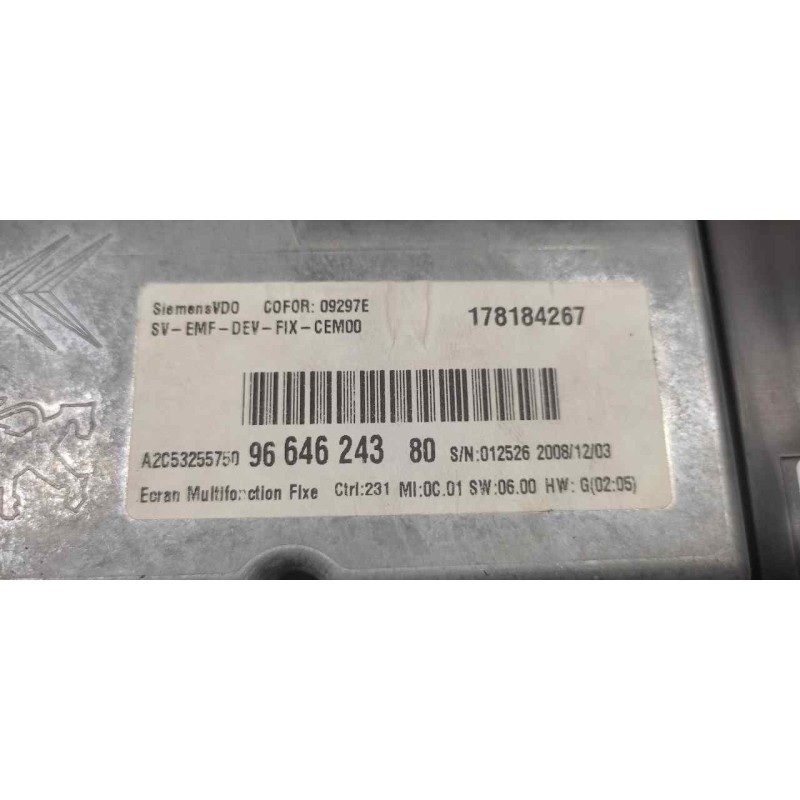 SiemensVDO COFOR: 09297E 178184267
SV-EMF-DEV-FIX-CEM00
A2C53255750 96 646 243 80 S/N:012526 2008/12/03
Ecran Multifonction Fixe Ctrl:231 MI:0C.01 SW:06.00 HW: G(02:05)